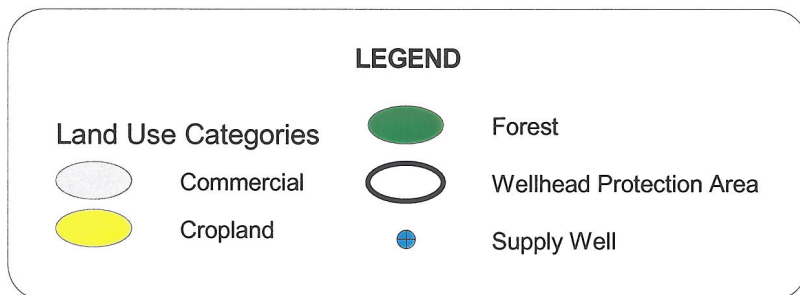 LEGEND
Land Use Categories
Commercial
Cropland
Forest
Wellhead Protection Area
Supply Well